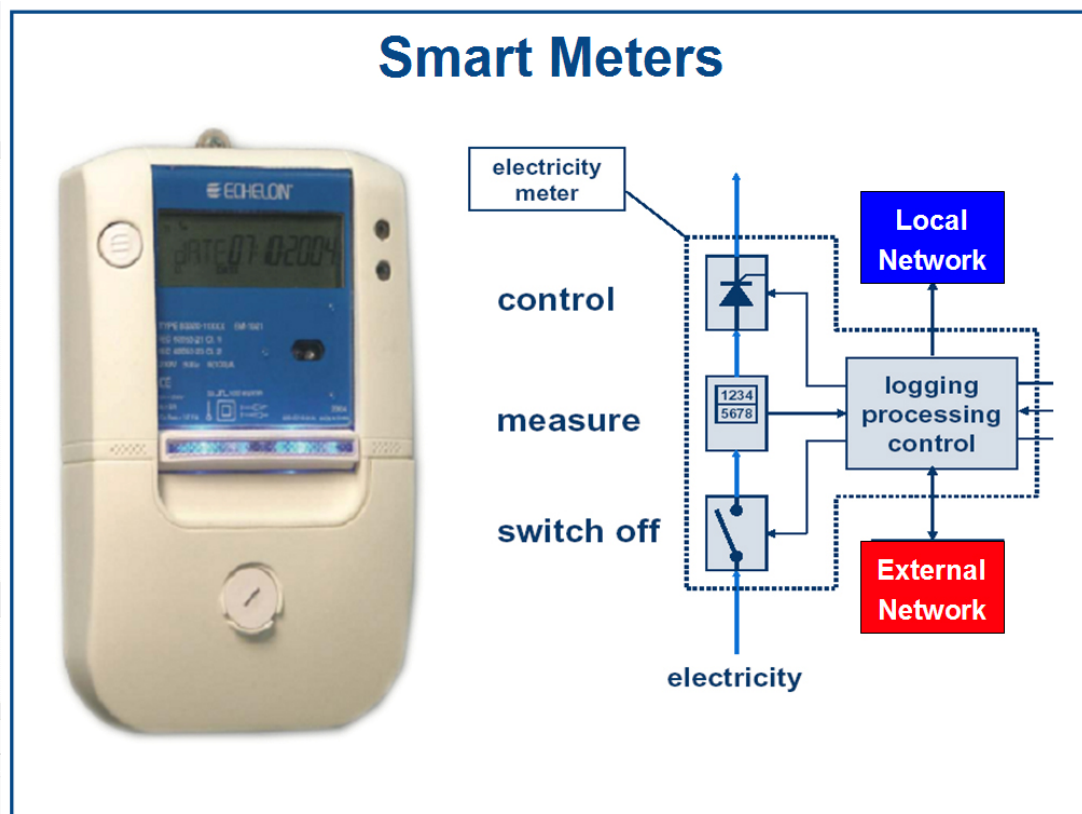 Smart Meters
ECHELON
DATE 07-10-2004
electricity
meter
control
measure
switch off
1234
5678
Local
Network
logging
processing
control
External
Network
electricity